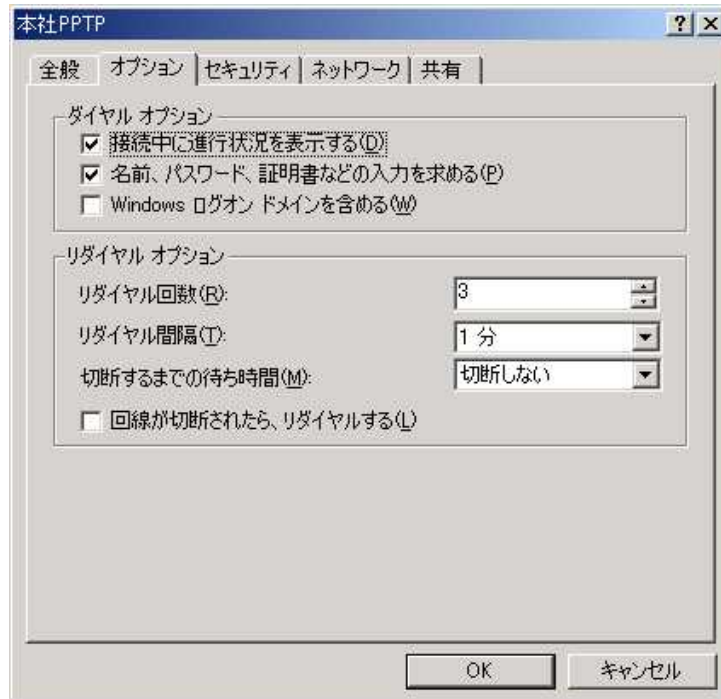 本社PPTP
全般 オプション セキュリティ ネットワーク 共有
ダイヤル オプション
接続中に進行状況を表示する(D)
名前、パスワード、証明書などの入力を求める(P)
Windows ログオン ドメインを含める(W)
リダイヤル オプション
リダイヤル回数(R): 3
リダイヤル間隔(T): 1 分
切断するまでの待ち時間(M): 切断しない
回線が切断されたら、リダイヤルする(L)
OK キャンセル